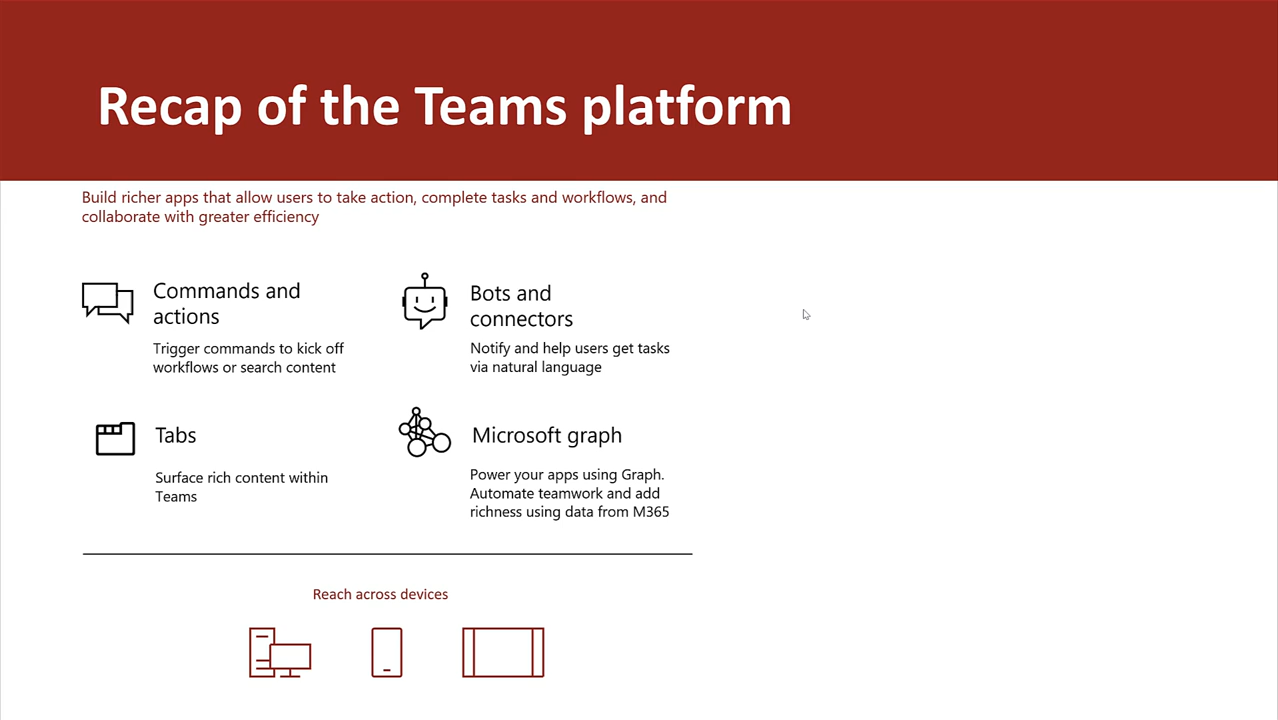 Recap of the Teams platform
Build richer apps that allow users to take action, complete tasks and workflows, and
collaborate with greater efficiency
Commands and
actions
Trigger commands to kick off
workflows or search content
Bots and
connectors
Notify and help users get tasks
via natural language
Tabs
Surface rich content within
Teams
Microsoft graph
Power your apps using Graph.
Automate teamwork and add
richness using data from M365
Reach across devices